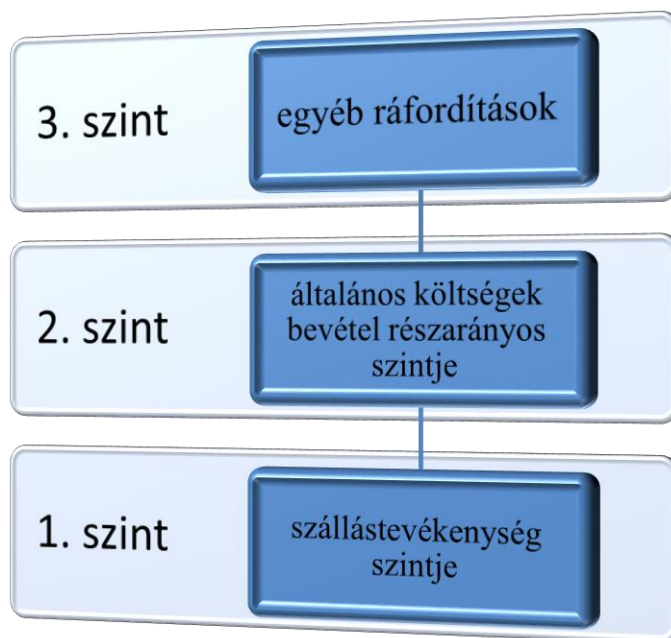 3. szint
egyéb ráfordítások
2. szint
általános költségek
bevétel részarányos
szintje
1. szint
szállástevékenység
szintje